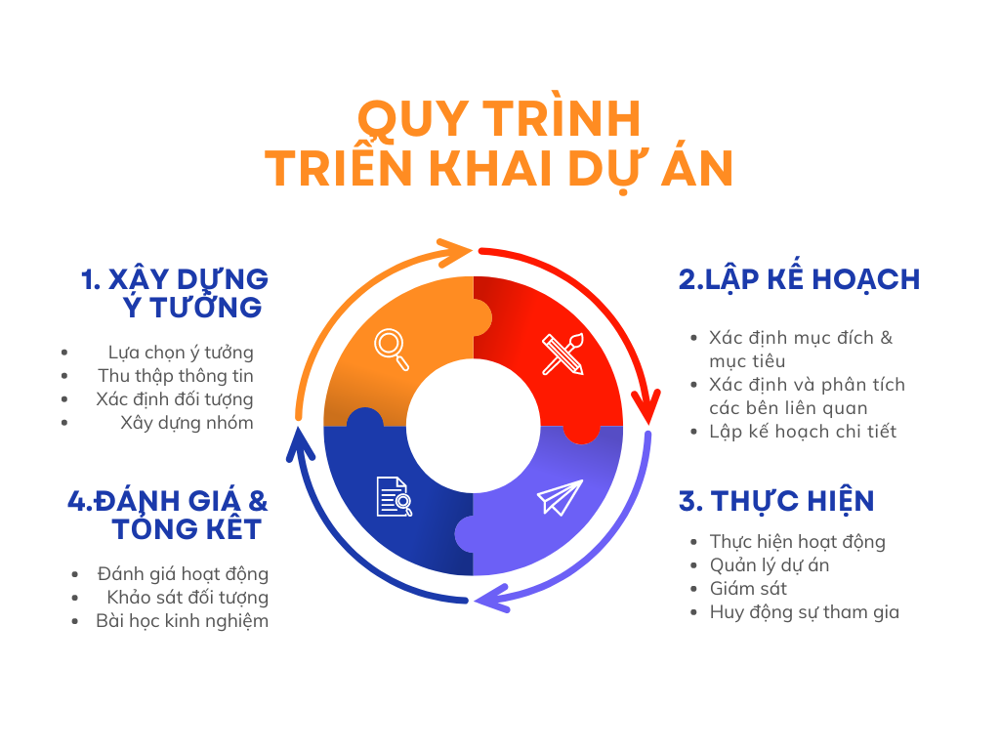 QUY TRÌNH
TRIỂN KHAI DỰ ÁN
1. XÂY DỰNG
Ý TƯỞNG
• Lựa chọn ý tưởng
• Thu thập thông tin
• Xác định đối tượng
• Xây dựng nhóm
2.LẬP KẾ HOẠCH
• Xác định mục đích &
mục tiêu
• Xác định và phân tích
các bên liên quan
• Lập kế hoạch chi tiết
3. THỰC HIỆN
• Thực hiện hoạt động
• Quản lý dự án
• Giám sát
• Huy động sự tham gia
4.ĐÁNH GIÁ &
TỔNG KẾT
• Đánh giá hoạt động
• Khảo sát đối tượng
• Bài học kinh nghiệm